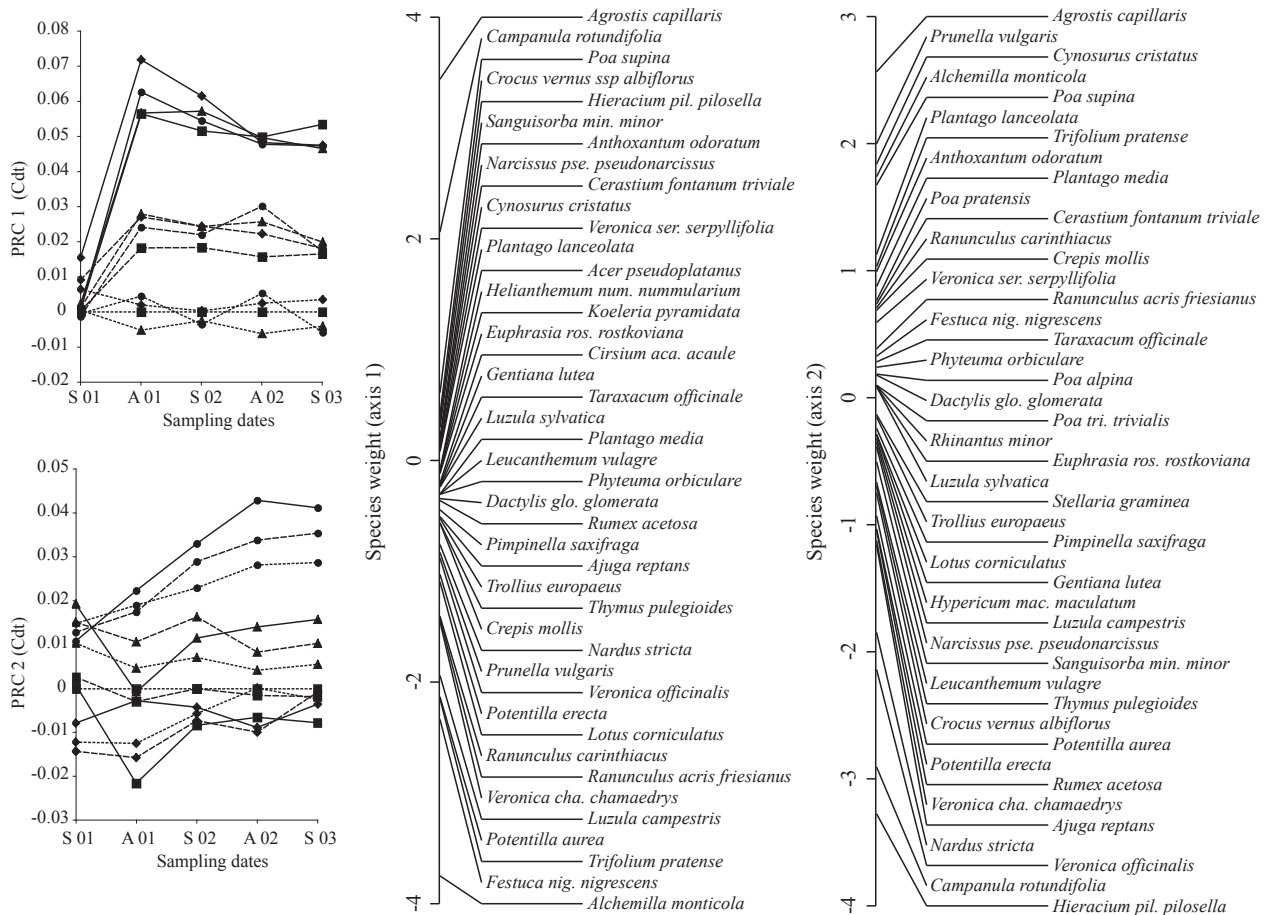 0.08
0.07
0.06
0.05
0.04
0.03
0.02
0.01
0
-0.01
-0.02
PRC 1 (Cdt)
S 01 A 01 S 02 A 02 S 03
Sampling dates
0.05
0.04
0.03
0.02
0.01
0
-0.01
-0.02
-0.03
PRC 2 (Cdt)
S 01 A 01 S 02 A 02 S 03
Sampling dates
Species weight (axis 1)
4
2
0
-2
-4
Agrostis capillaris
Campanula rotundifolia
Poa supina
Crocus vernus ssp albiflorus
Hieracium pil. pilosella
Sanguisorba min. minor
Anthoxantum odoratum
Narcissus pse. pseudonarcissus
Cerastium fontanum triviale
Cynosurus cristatus
Veronica ser. serpyllifolia
Plantago lanceolata
Acer pseudoplatanus
Helianthemum num. nummularium
Koeleria pyramidata
Euphrasia ros. rostkoviana
Cirsium aca. acaule
Gentiana lutea
Taraxacum officinale
Luzula sylvatica
Plantago media
Leucanthemum vulagre
Phyteuma orbiculare
Dactylis glo. glomerata
Rumex acetosa
Pimpinella saxifraga
Ajuga reptans
Trollius europaeus
Thymus pulegioides
Crepis mollis
Nardus stricta
Prunella vulgaris
Veronica officinalis
Potentilla erecta
Lotus corniculatus
Ranunculus carinthiacus
Ranunculus acris friesianus
Veronica cha. chamaedrys
Luzula campestris
Potentilla aurea
Trifolium pratense
Festuca nig. nigrescens
Alchemilla monticola
Species weight (axis 2)
3
2
1
0
-1
-2
-3
-4
Agrostis capillaris
Prunella vulgaris
Cynosurus cristatus
Alchemilla monticola
Poa supina
Plantago lanceolata
Trifolium pratense
Anthoxantum odoratum
Plantago media
Poa pratensis
Cerastium fontanum triviale
Ranunculus carinthiacus
Crepis mollis
Veronica ser. serpyllifolia
Ranunculus acris friesianus
Festuca nig. nigrescens
Taraxacum officinale
Phyteuma orbiculare
Poa alpina
Dactylis glo. glomerata
Poa tri. trivialis
Rhinantus minor
Euphrasia ros. rostkoviana
Luzula sylvatica
Stellaria graminea
Trollius europaeus
Pimpinella saxifraga
Lotus corniculatus
Gentiana lutea
Hypericum mac. maculatum
Luzula campestris
Narcissus pse. pseudonarcissus
Sanguisorba min. minor
Leucanthemum vulagre
Thymus pulegioides
Crocus vernus albiflorus
Potentilla aurea
Potentilla erecta
Rumex acetosa
Veronica cha. chamaedrys
Ajuga reptans
Nardus stricta
Veronica officinalis
Campanula rotundifolia
Hieracium pil. pilosella